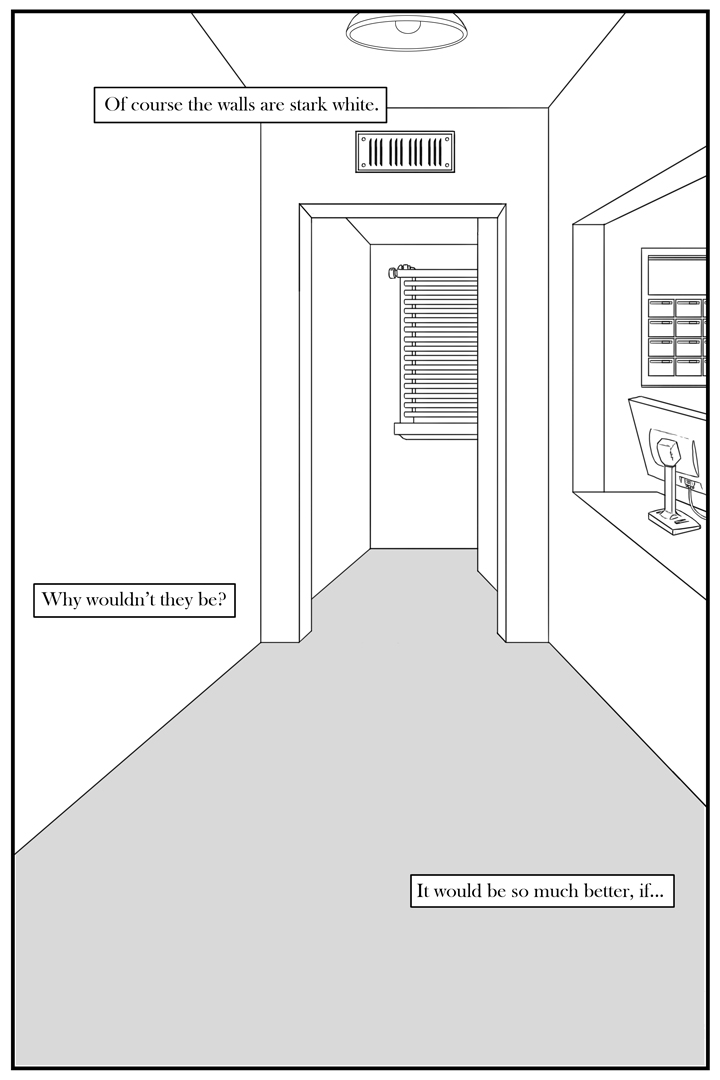 Of course the walls are stark white.
Why wouldn't they be?
It would be so much better, if...